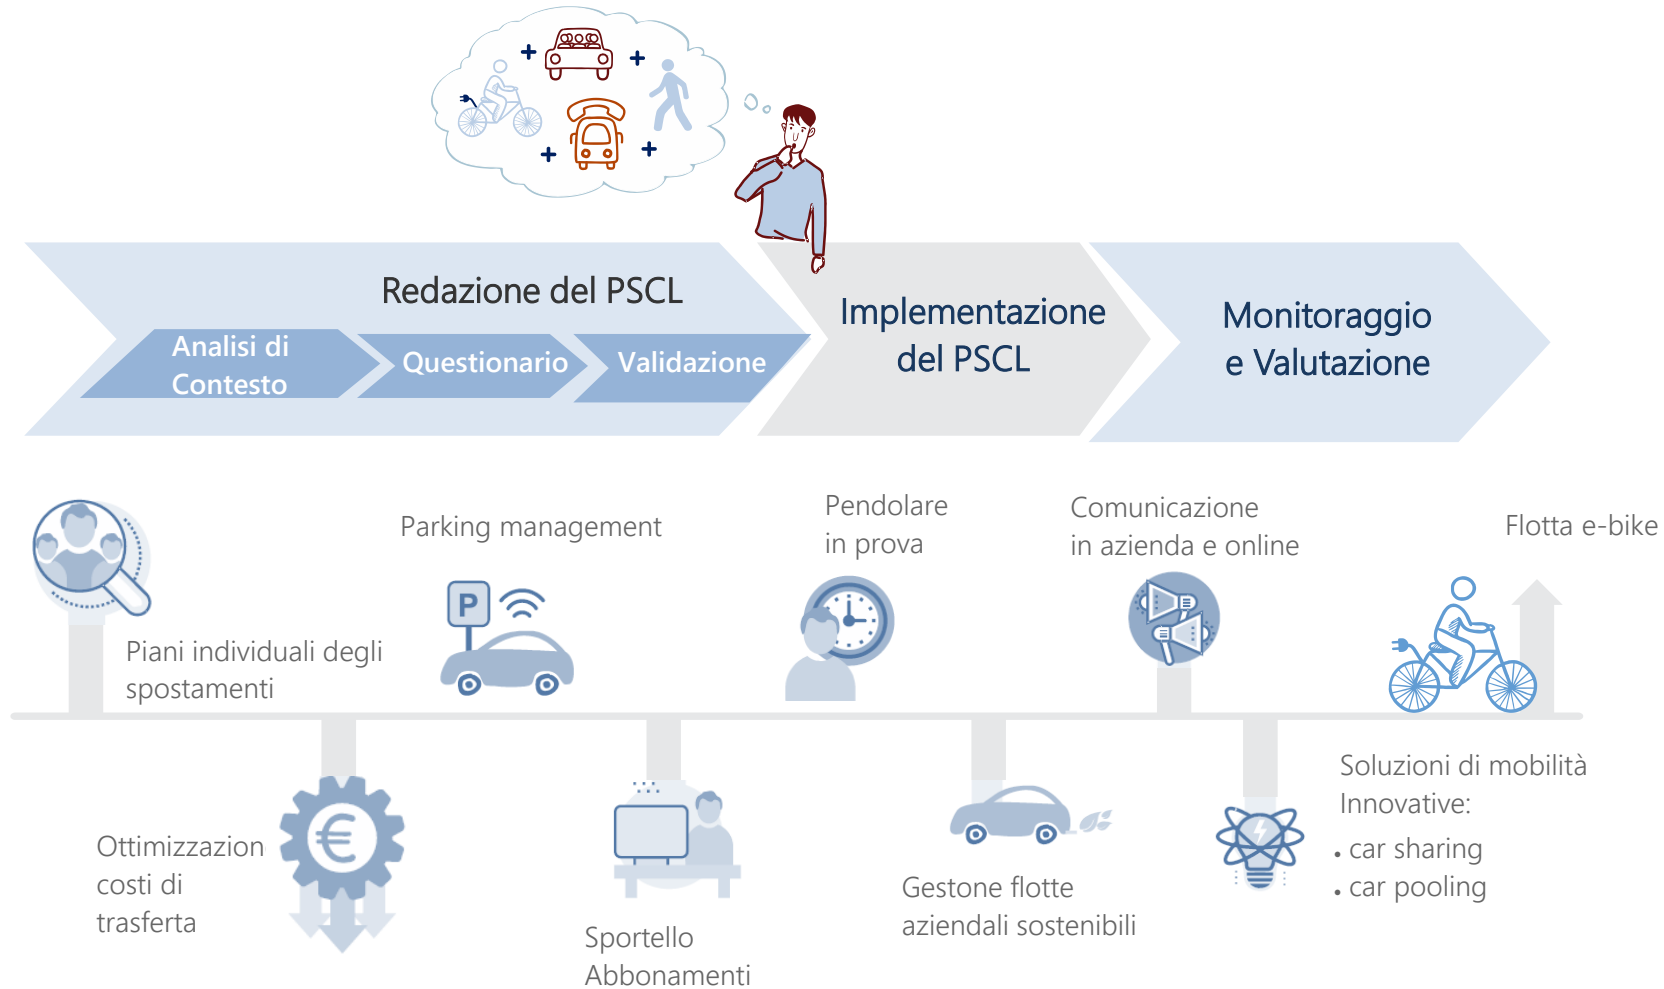 Redazione del PSCL
Analisi di
Contesto
Questionario
Validazione
Implementazione
del PSCL
Monitoraggio
e Valutazione
Parking management
Pendolare
in prova
Comunicazione
in azienda e online
Flotta e-bike
P
Piani individuali degli
spostamenti
€
Ottimizzazion
costi di
trasferta
Sportello
Abbonamenti
Gestone flotte
aziendali sostenibili
Soluzioni di mobilità
Innovative:
• car sharing
• car pooling